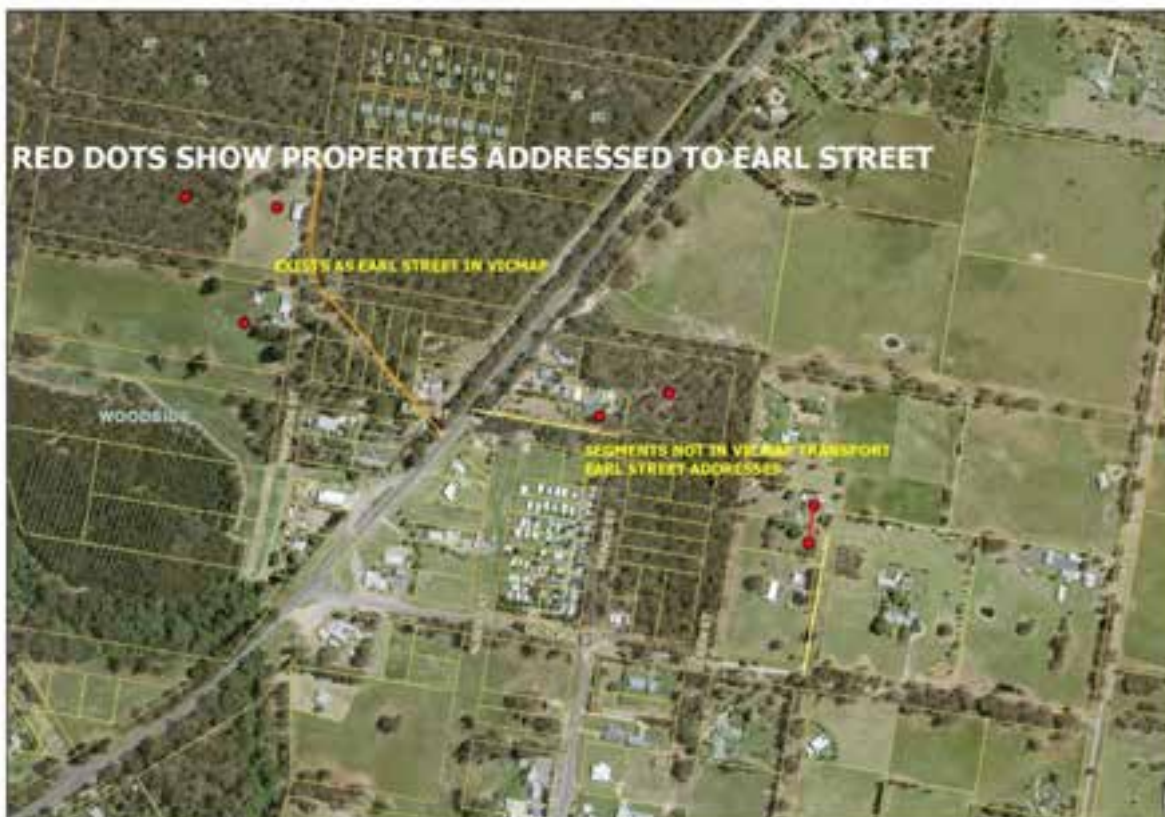 RED DOTS SHOW PROPERTIES ADDRESSED TO EARL STREET
EXISTS AS EARL STREET IN VICMAP
WOODSIDE
SEGMENTS NOT IN VICMAP TRANSPORT
EARL STREET ADDRESSES